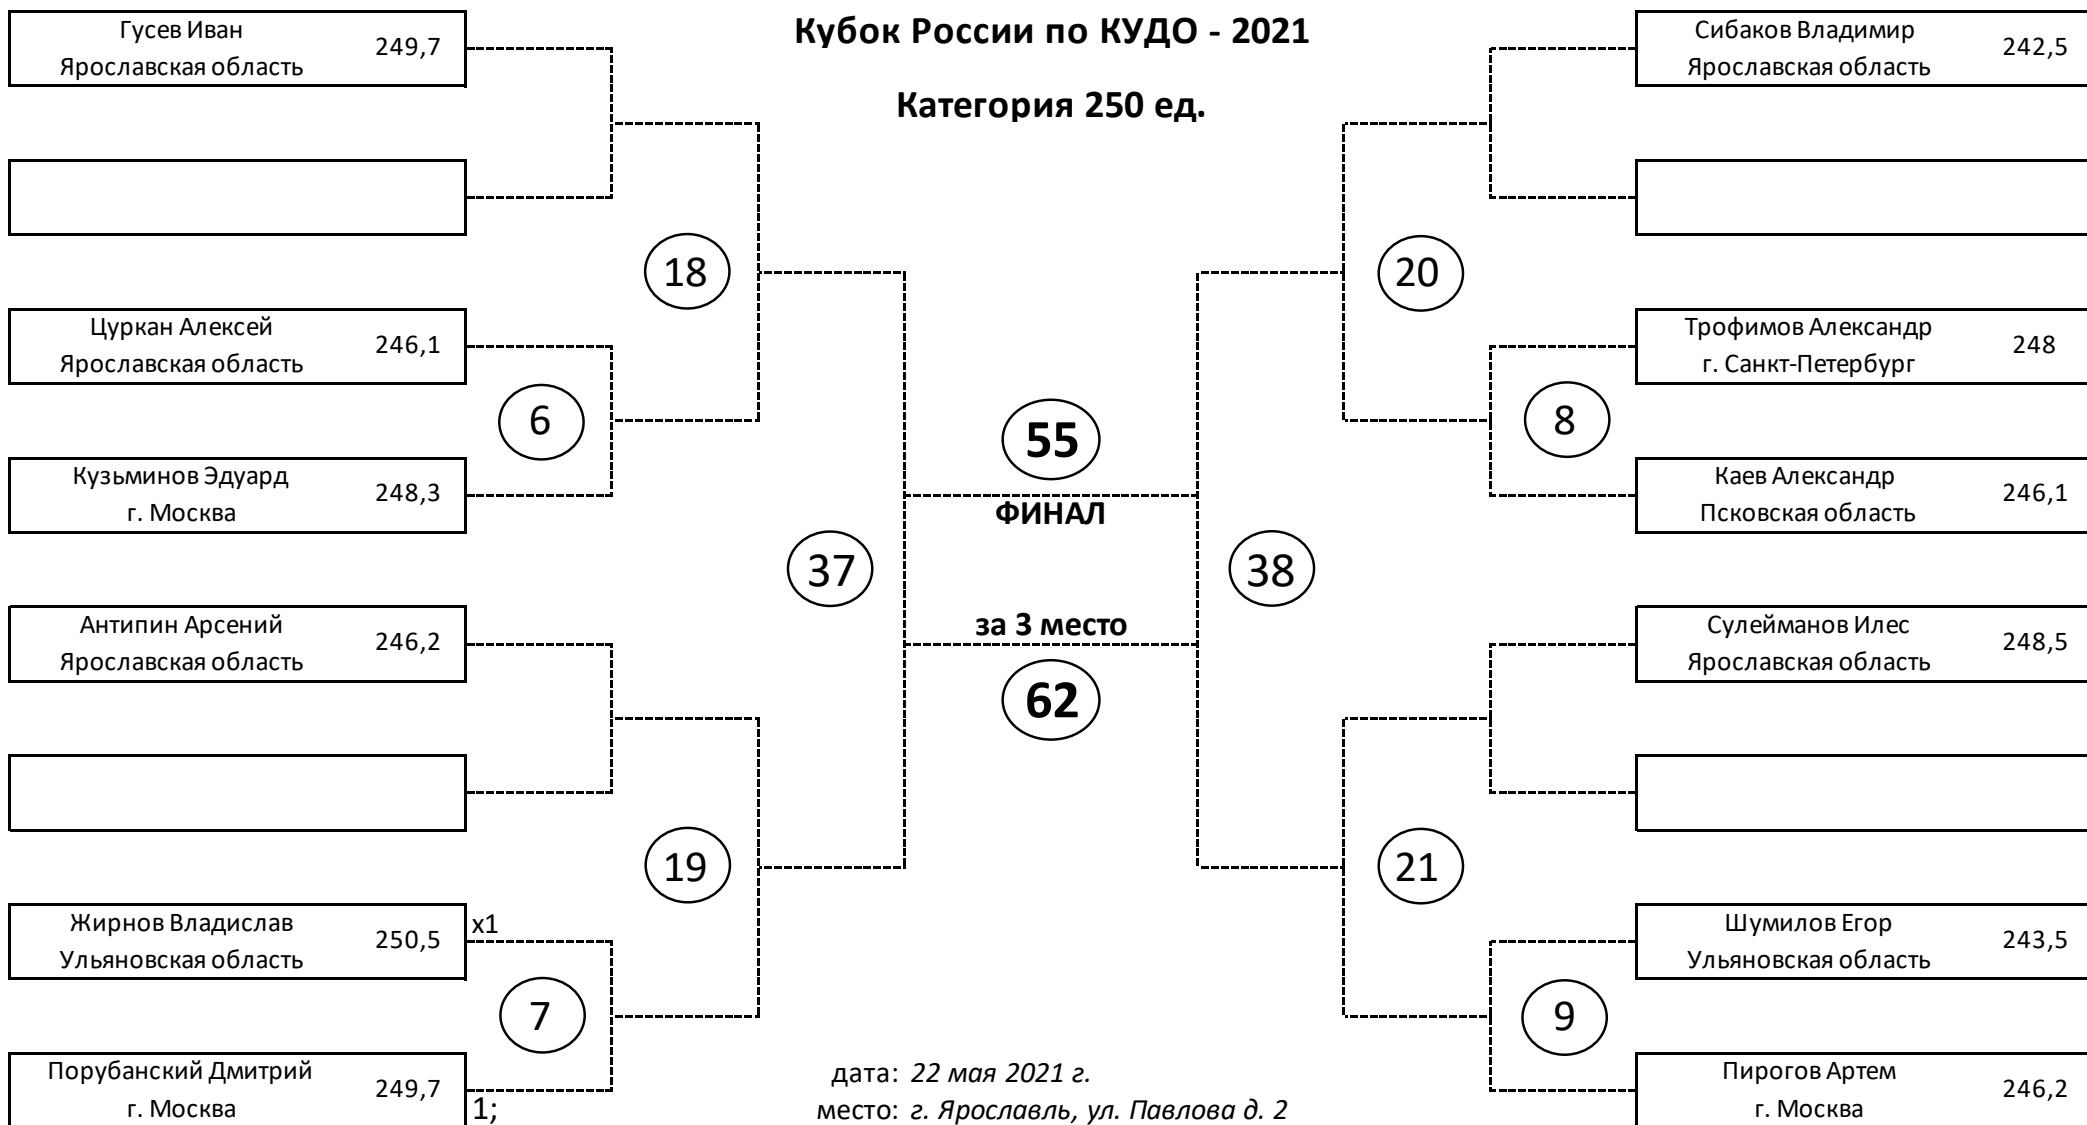 Кубок России по КУДО - 2021
Категория 250 ед.
Гусев Иван
Ярославская область
249,7
Цуркан Алексей
Ярославская область
246,1
Кузьминов Эдуард
г. Москва
248,3
Антипин Арсений
Ярославская область
246,2
Жирнов Владислав
Ульяновская область
250,5
х1
Порубанский Дмитрий
г. Москва
249,7
1;
6
7
18
19
37
55
ФИНАЛ
за 3 место
62
38
20
21
8
9
Сибаков Владимир
Ярославская область
242,5
Трофимов Александр
г. Санкт-Петербург
248
Каев Александр
Псковская область
246,1
Сулейманов Илес
Ярославская область
248,5
Шумилов Егор
Ульяновская область
243,5
Пирогов Артем
г. Москва
246,2
дата: 22 мая 2021 г.
место: г. Ярославль, ул. Павлова д. 2